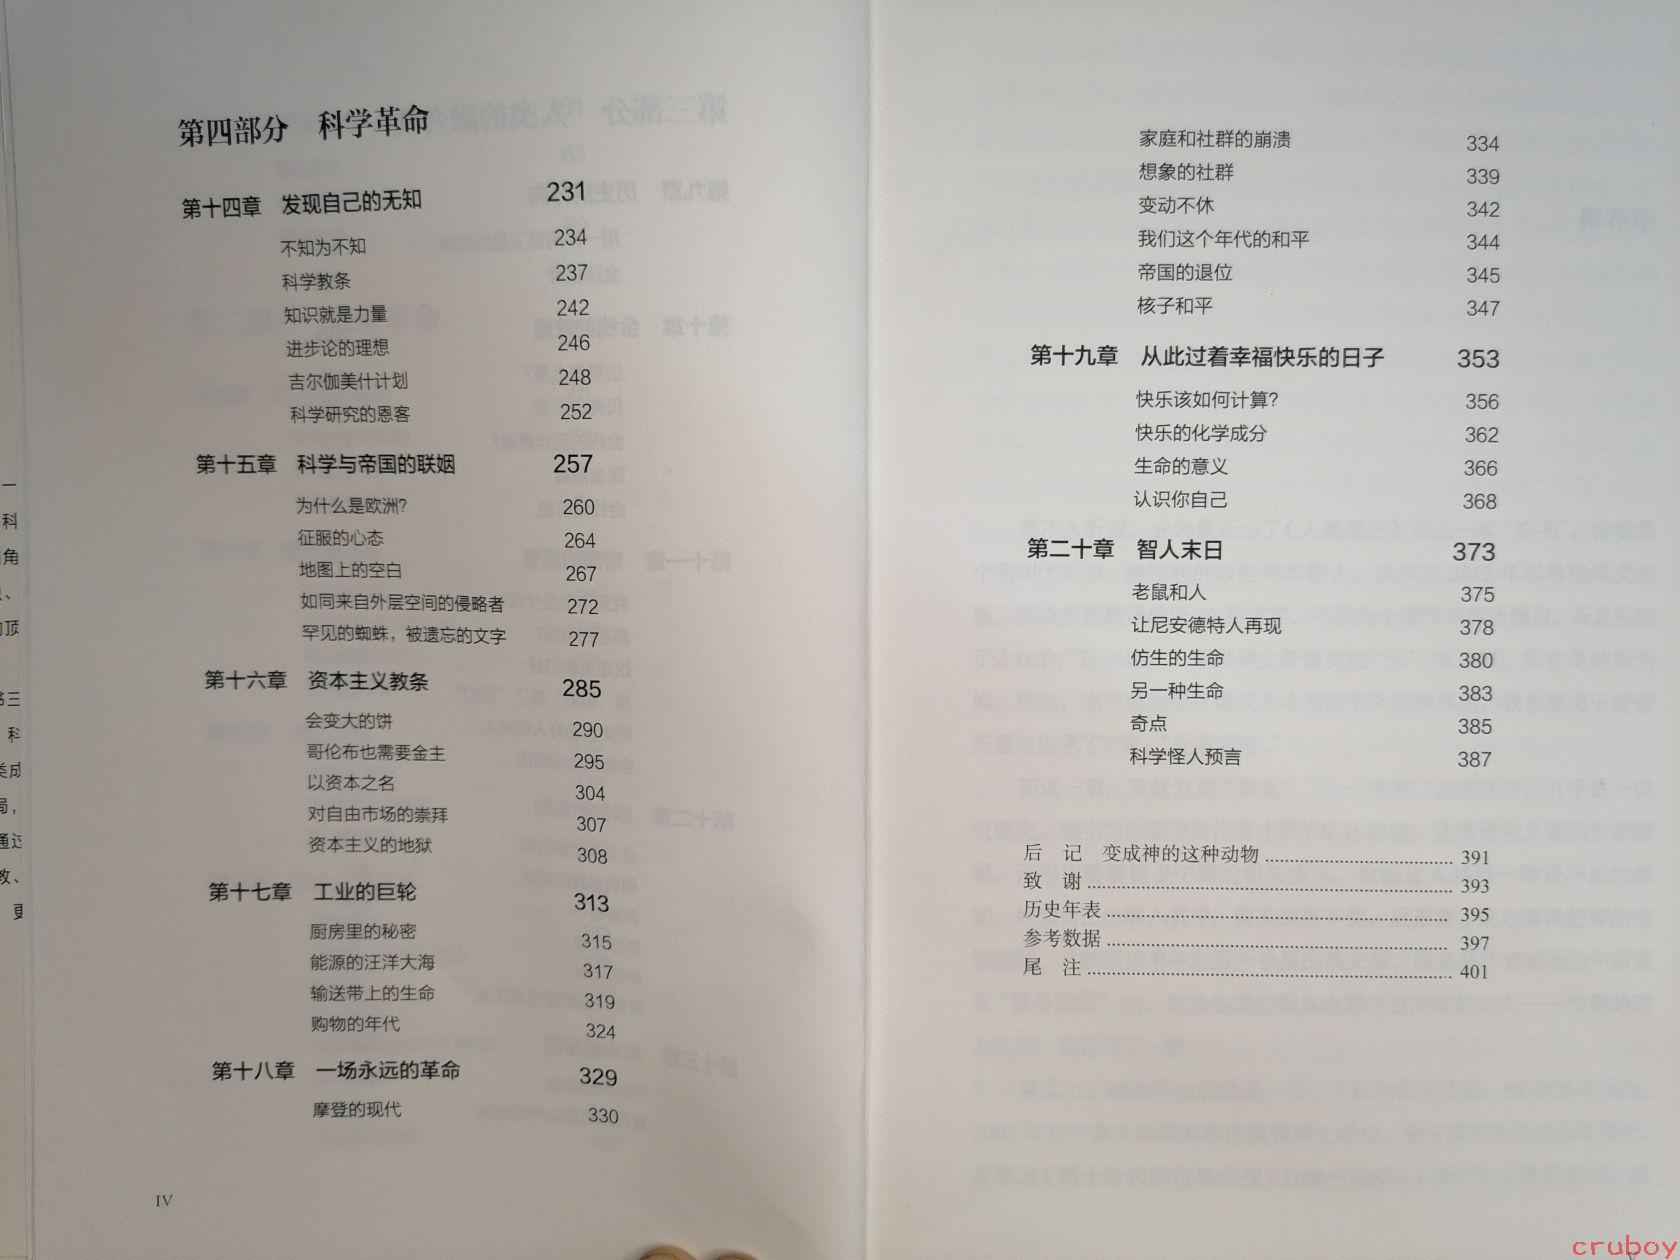 第四部分 科学革命
第十四章 发现自己的无知 231
不知为不知 234
科学教条 237
知识就是力量 242
进步论的理想 246
吉尔伽美什计划 248
科学研究的恩客 252
第十五章 科学与帝国的联姻 257
为什么是欧洲? 260
征服的心态 264
地图上的空白 267
如同来自外层空间的侵略者 272
罕见的蜘蛛，被遗忘的文字 277
第十六章 资本主义教条 285
会变大的饼 290
哥伦布也需要金主 295
以资本之名 304
对自由市场的崇拜 307
资本主义的地狱 308
第十七章 工业的巨轮 313
厨房里的秘密 315
能源的汪洋大海 317
输送带上的生命 319
购物的年代 324
第十八章 一场永远的革命 329
摩登的现代 330
IV
家庭和社群的崩溃 334
想象的社群 339
变动不休 342
我们这个年代的和平 344
帝国的退位 345
核子和平 347
第十九章 从此过着幸福快乐的日子 353
快乐该如何计算? 356
快乐的化学成分 362
生命的意义 366
认识你自己 368
第二十章 智人末日 373
老鼠和人 375
让尼安德特人再现 378
仿生的生命 380
另一种生命 383
奇点 385
科学怪人预言 387
后 记 变成神的这种动物 391
致 谢 393
历史年表 395
参考数据 397
尾 注 401
cruboy